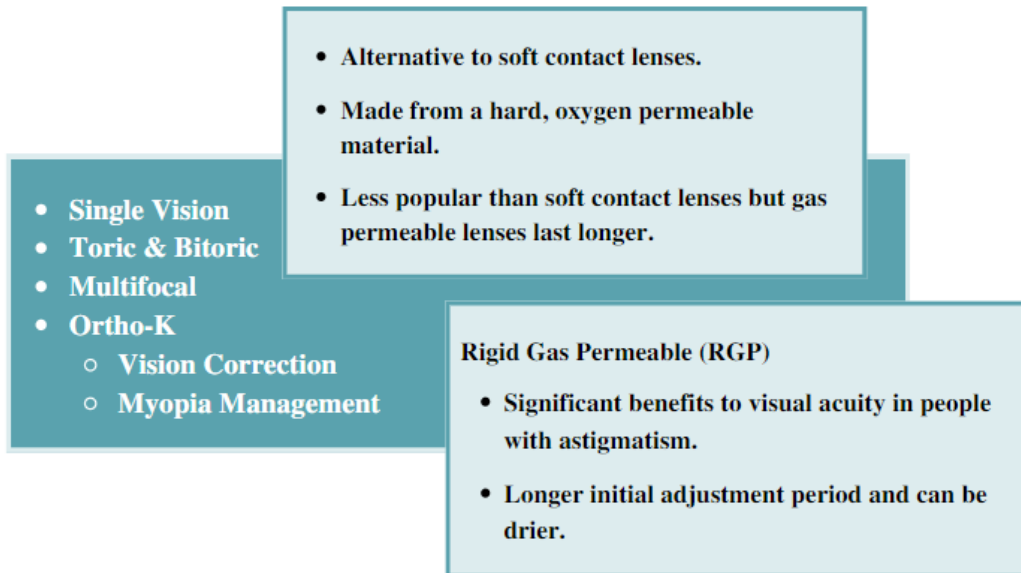 • Alternative to soft contact lenses.
• Made from a hard, oxygen permeable
material.
• Less popular than soft contact lenses but gas
permeable lenses last longer.
• Single Vision
• Toric & Bitoric
• Multifocal
• Ortho-K
○ Vision Correction
○ Myopia Management
Rigid Gas Permeable (RGP)
• Significant benefits to visual acuity in people
with astigmatism.
• Longer initial adjustment period and can be
drier.